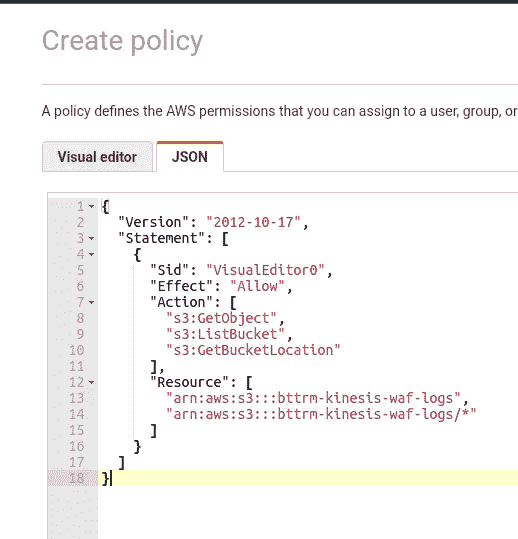 Create policy
A policy defines the AWS permissions that you can assign to a user, group, or
Visual editor JSON
1 {
2 "Version": "2012-10-17",
3 "Statement": [
4 {
5 "Sid": "VisualEditor0",
6 "Effect": "Allow",
7 "Action": [
8 "s3:GetObject",
9 "s3:ListBucket",
10 "s3:GetBucketLocation"
11 ],
12 "Resource": [
13 "arn:aws:s3:::bttrm-kinesis-waf-logs",
14 "arn:aws:s3:::bttrm-kinesis-waf-logs/*"
15 ]
16 }
17 ]
18 }